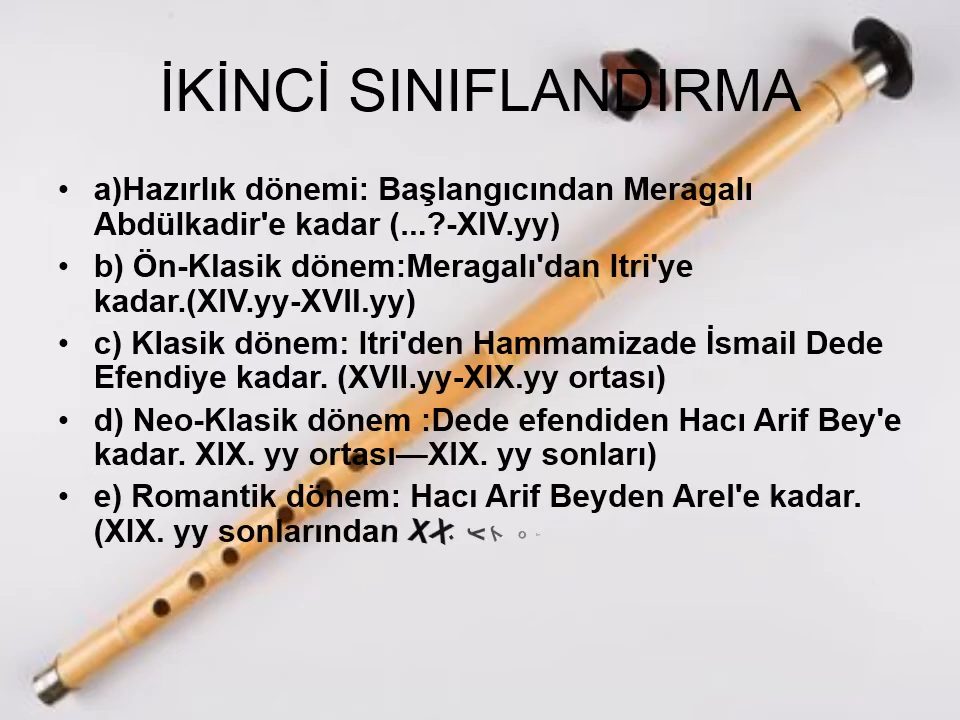 İKİNCİ SINIFLANDIRMA
• a)Hazırlık dönemi: Başlangıcından Meragalı
Abdülkadir'e kadar (...?-XIV.yy)
• b) Ön-Klasik dönem:Meragalı'dan Itri'ye
kadar.(XIV.yy-XVII.yy)
• c) Klasik dönem: Itri'den Hammamizade İsmail Dede
Efendiye kadar. (XVII.yy-XIX.yy ortası)
• d) Neo-Klasik dönem :Dede efendiden Hacı Arif Bey'e
kadar. XIX. yy ortası—XIX. yy sonları)
• e) Romantik dönem: Hacı Arif Beyden Arel'e kadar.
(XIX. yy sonlarından XX.